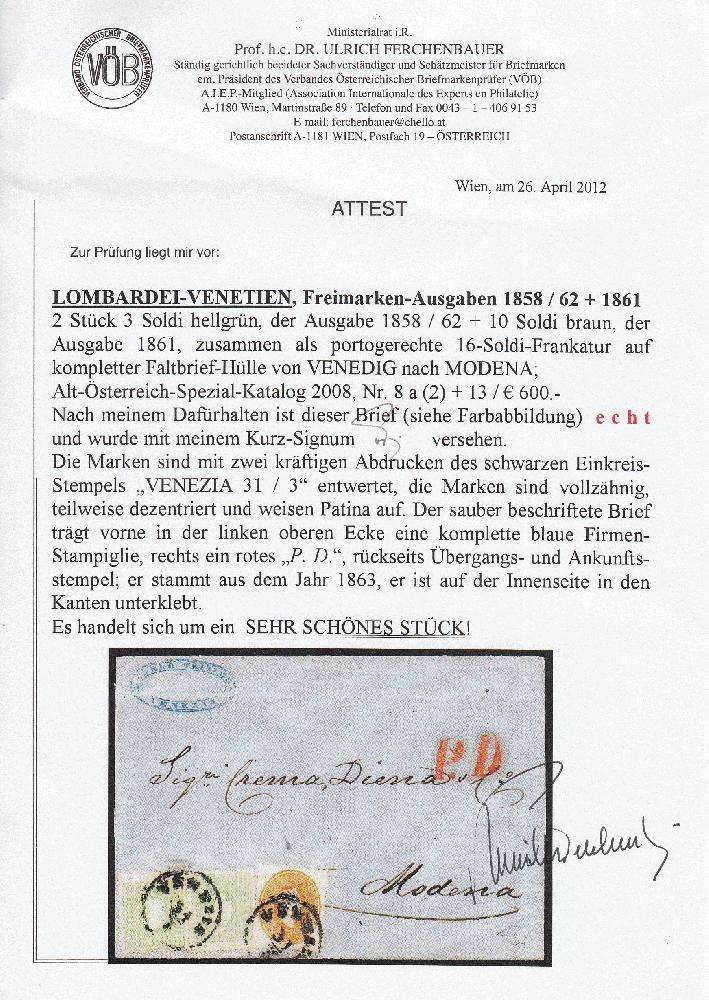 VERBAND ÖSTERREICHISCHER BRIEFMARKENPRÜFER
VÖB
Ministerialrat i.R.
Prof. h.c. DR. ULRICH FERCHENBAUER
Ständig gerichtlich beeideter Sachverständiger und Schätzmeister für Briefmarken
em. Präsident des Verbandes Österreichischer Briefmarkenprüfer (VÖB)
A.I.E.P.-Mitglied (Association Internationale des Experts en Philatelie)
A-1180 Wien, Martinstraße 89 · Telefon und Fax 0043 – 1 – 406 91 53
E-mail: ferchenbauer@chello.at
Postanschrift A-1181 WIEN, Postfach 19 – ÖSTERREICH
Wien, am 26. April 2012
ATTEST
Zur Prüfung liegt mir vor:
LOMBARDEI-VENETIEN, Freimarken-Ausgaben 1858 / 62 + 1861
2 Stück 3 Soldi hellgrün, der Ausgabe 1858 / 62 + 10 Soldi braun, der
Ausgabe 1861, zusammen als portogerechte 16-Soldi-Frankatur auf
kompletter Faltbrief-Hülle von VENEDIG nach MODENA;
Alt-Österreich-Spezial-Katalog 2008, Nr. 8 a (2) + 13 / € 600.-
Nach meinem Dafürhalten ist dieser Brief (siehe Farbabbildung) echt
und wurde mit meinem Kurz-Signum versehen.
Die Marken sind mit zwei kräftigen Abdrucken des schwarzen Einkreis-
Stempels „VENEZIA 31 / 3“ entwertet, die Marken sind vollzähnig,
teilweise dezentriert und weisen Patina auf. Der sauber beschriftete Brief
trägt vorne in der linken oberen Ecke eine komplette blaue Firmen-
Stampiglie, rechts ein rotes „P. D.“, rückseits Übergangs- und Ankunfts-
stempel; er stammt aus dem Jahr 1863, er ist auf der Innenseite in den
Kanten unterklebt.
Es handelt sich um ein SEHR SCHÖNES STÜCK!
VENEZIA
P.D
Sigri Crema, Diena
Modena
VENEZIA